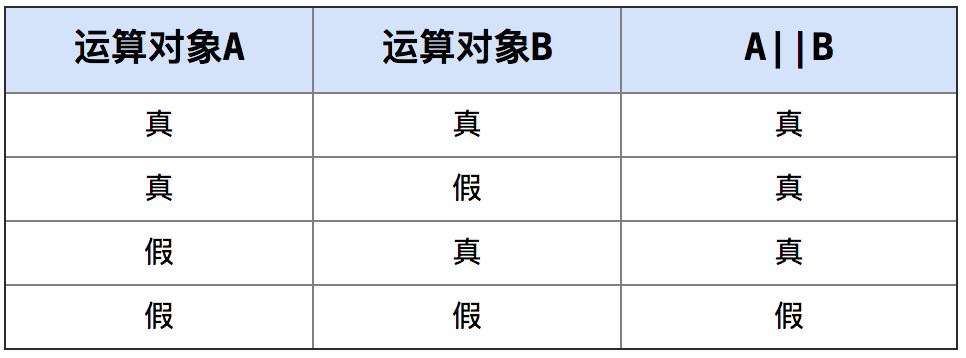 运算对象A 运算对象B A||B
真 真 真
真 假 真
假 真 真
假 假 假